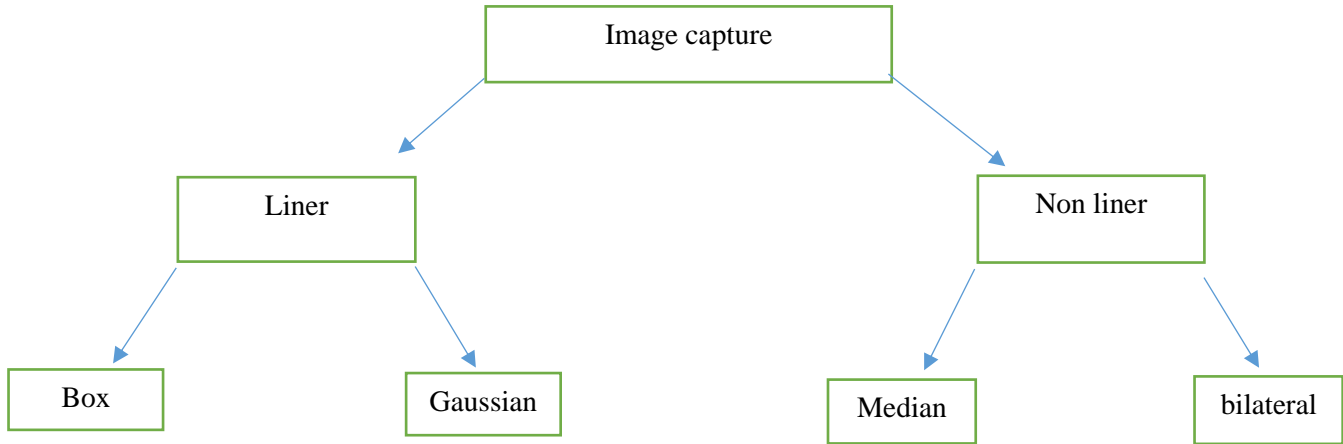 Image capture
Liner
Non liner
Box
Gaussian
Median
bilateral